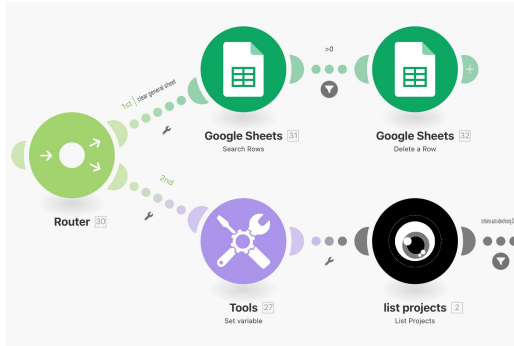 >0
1st
clear general sheet
Google Sheets 31
Search Rows
Google Sheets 32
Delete a Row
2nd
Router 30
Tools 27
Set variable
list projects 2
List Projects